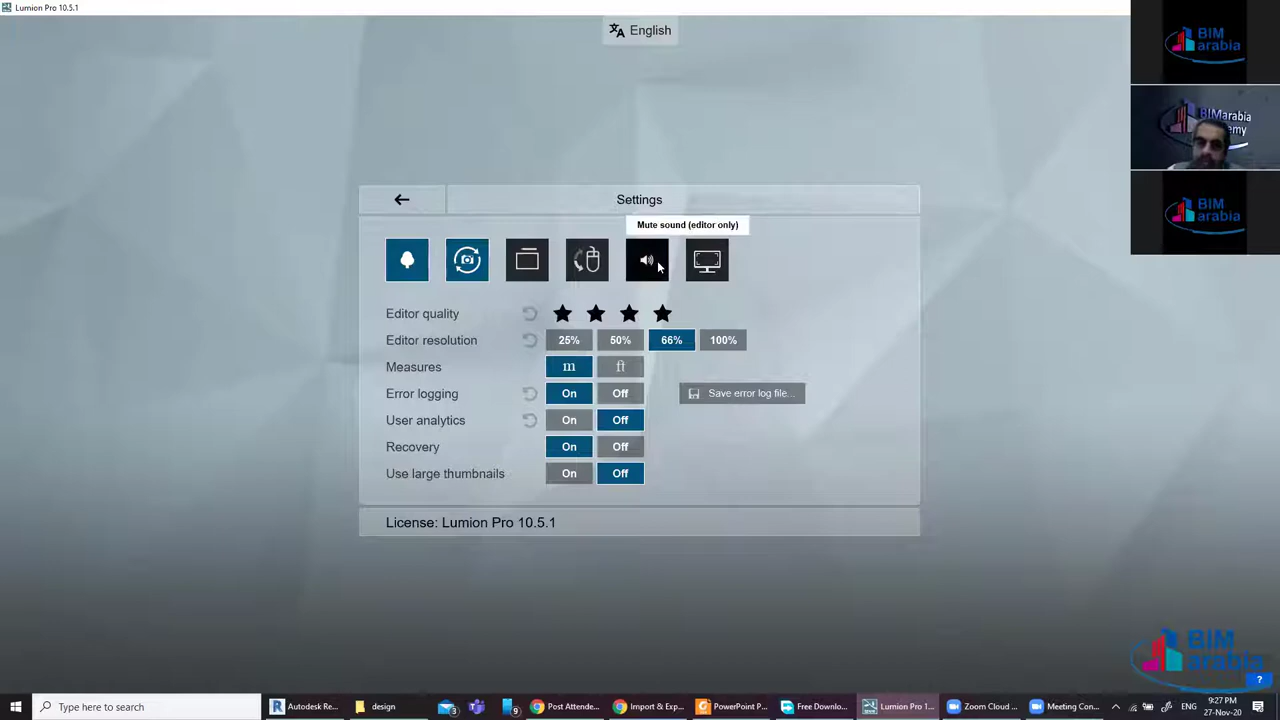 Lumion Pro 10.5.1
English
BIM
arabia
BIMarabia
demy
BIM
arabia
Settings
Mute sound (editor only)
Editor quality
Editor resolution 25% 50% 66% 100%
Measures m ft
Error logging On Off Save error log file...
User analytics On Off
Recovery On Off
Use large thumbnails On Off
License: Lumion Pro 10.5.1
BIM
arabia
?
Type here to search
Autodesk Re...
design
3
9
Post Attende...
Import & Exp...
PowerPoint P...
Free Downlo...
Lumion Pro 1...
Zoom Cloud ...
Meeting Con...
ENG
9:27 PM
27-Nov-20